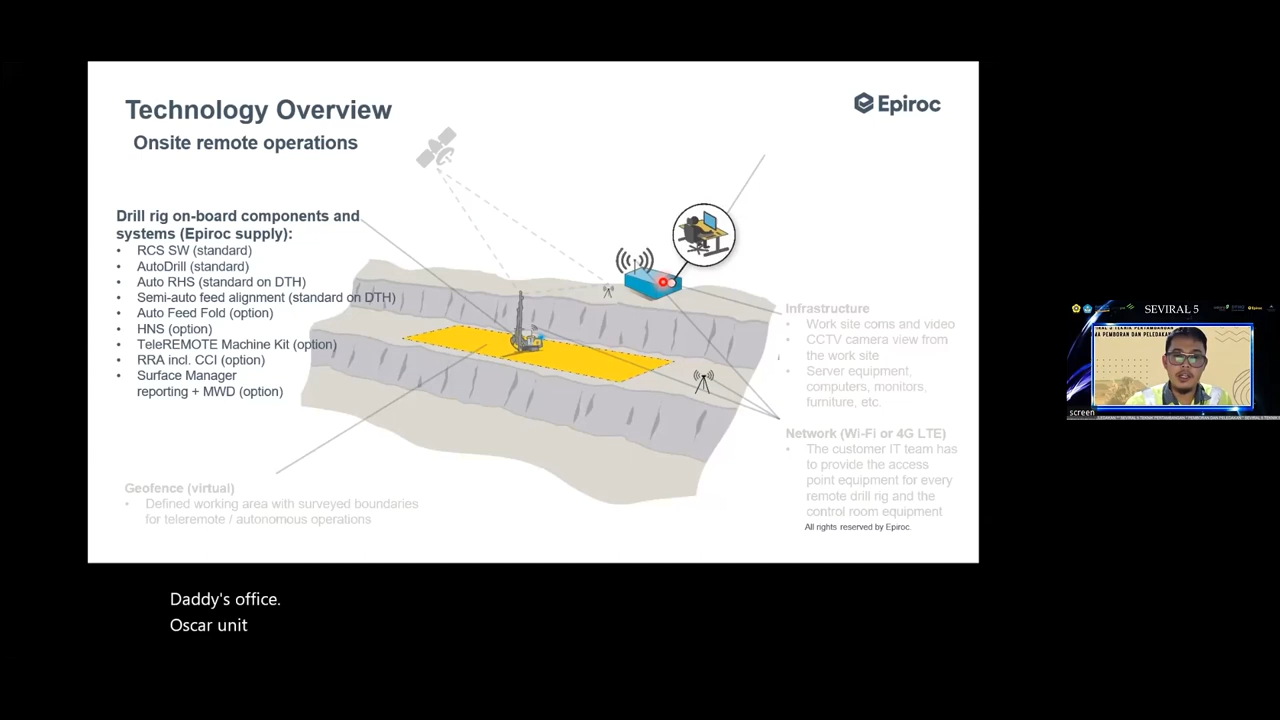 Technology Overview
Epiroc
Onsite remote operations
Drill rig on-board components and
systems (Epiroc supply):
• RCS SW (standard)
• AutoDrill (standard)
• Auto RHS (standard on DTH)
• Semi-auto feed alignment (standard on DTH)
• Auto Feed Fold (option)
• HNS (option)
• TeleREMOTE Machine Kit (option)
• RRA incl. CCI (option)
• Surface Manager
reporting + MWD (option)
Geofence (virtual)
• Defined working area with surveyed boundaries
for teleremote / autonomous operations
Infrastructure
• Work site coms and video
• CCTV camera view from
the work site
• Server equipment,
computers, monitors,
furniture, etc.
Network (Wi-Fi or 4G LTE)
• The customer IT team has
to provide the access
point equipment for every
remote drill rig and the
control room equipment
All rights reserved by Epiroc.
SEVIRAL 5
screen
Daddy's office.
Oscar unit